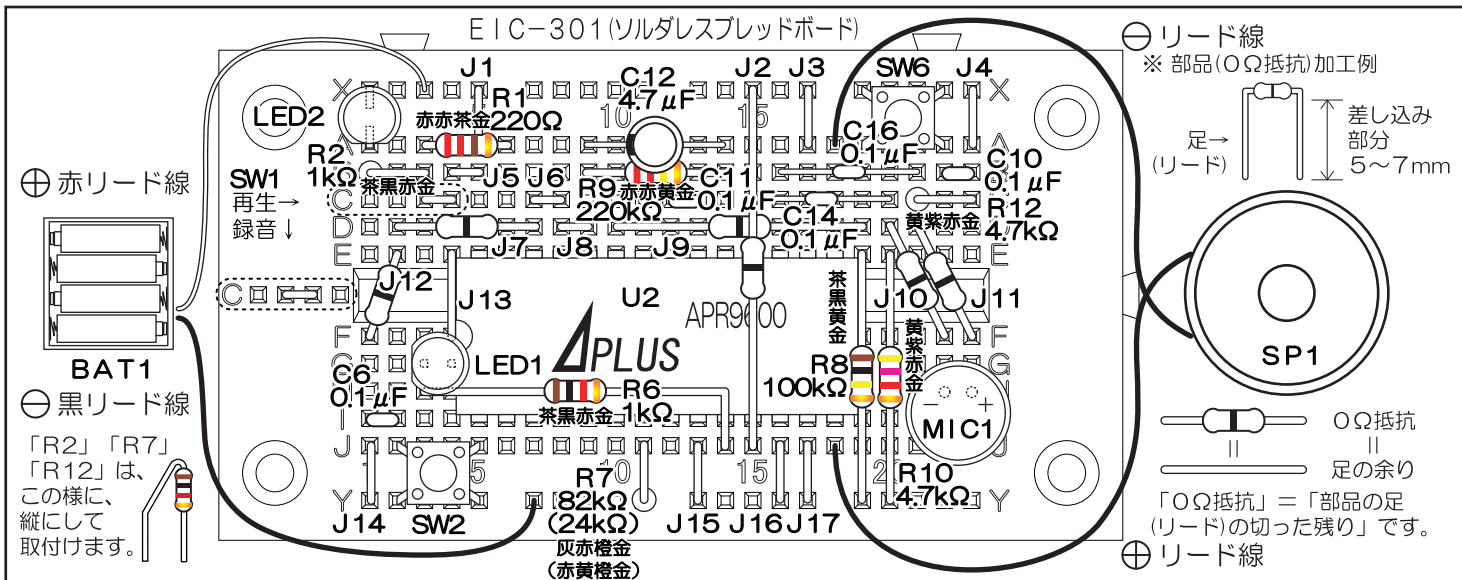 EIC-301(ソルダレスブレッドボード)
⊖ リード線
※ 部品(0Ω抵抗)加工例
足→
(リード)
差し込み
部分
5〜7mm
J1
C12
4.7μF
J2
J3
SW6
J4
X
10
15
X
LED2
R1
赤赤茶金
220Ω
A
A
C16
0.1μF
R2
1kΩ
茶黒赤金
J5
J6
R9
赤赤黄金
220kΩ
C11
0.1μF
C10
0.1μF
⊕ 赤リード線
SW1
再生→
録音↓
C
C14
0.1μF
黄紫赤金
R12
4.7kΩ
D
J7
J8
J9
E
E
C
J12
J13
U2
APR9600
茶黒黄金
J10
J11
F
F
APLUS
黄紫赤金
G
G
BAT1
LED1
R8
100kΩ
SP1
C6
0.1μF
R6
1kΩ
茶黒赤金
I
MIC1
− +
⊖ 黒リード線
J
J
5
10
15
20
「R2」「R7」
「R12」は、
この様に、
縦にして
取付けます。
R7
82kΩ
(24kΩ)
灰赤橙金
(赤黄橙金)
R10
4.7kΩ
Y
Y
J14
SW2
J15
J16
J17
0Ω抵抗
||
||
足の余り
「0Ω抵抗」=「部品の足
(リード)の切った残り」です。
⊕ リード線